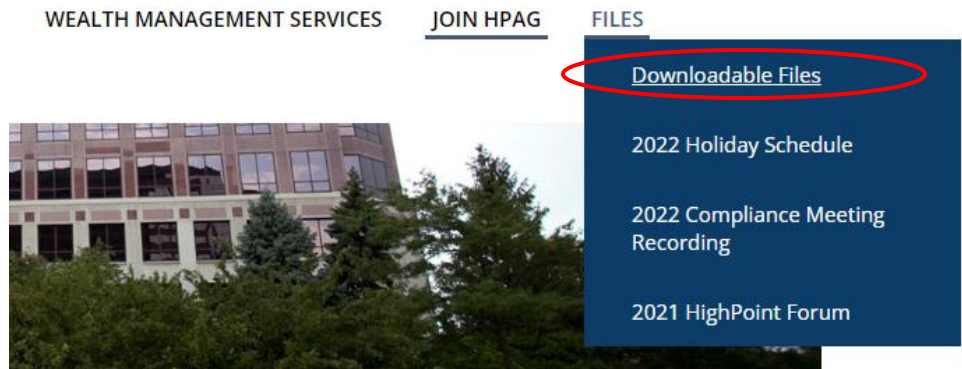 WEALTH MANAGEMENT SERVICES JOIN HPAG FILES
Downloadable Files
2022 Holiday Schedule
2022 Compliance Meeting
Recording
2021 HighPoint Forum